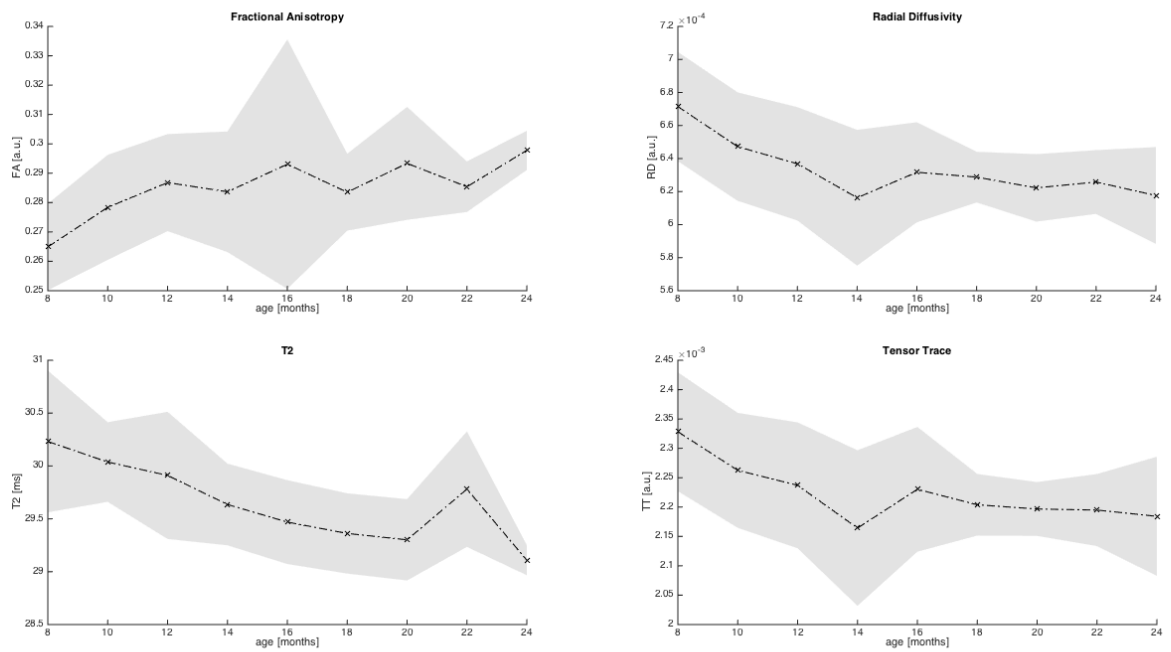 Fractional Anisotropy
0.34
0.33
0.32
0.31
0.3
0.29
0.28
0.27
0.26
0.25
FA [a.u.]
8 10 12 14 16 18 20 22 24
age [months]
Radial Diffusivity
×10-4
7.2
7
6.8
6.6
6.4
6.2
6
5.8
5.6
RD [a.u.]
8 10 12 14 16 18 20 22 24
age [months]
T2
31
30.5
30
29.5
29
28.5
T2 [ms]
8 10 12 14 16 18 20 22 24
age [months]
Tensor Trace
×10-3
2.45
2.4
2.35
2.3
2.25
2.2
2.15
2.1
2.05
2
TT [a.u.]
8 10 12 14 16 18 20 22 24
age [months]